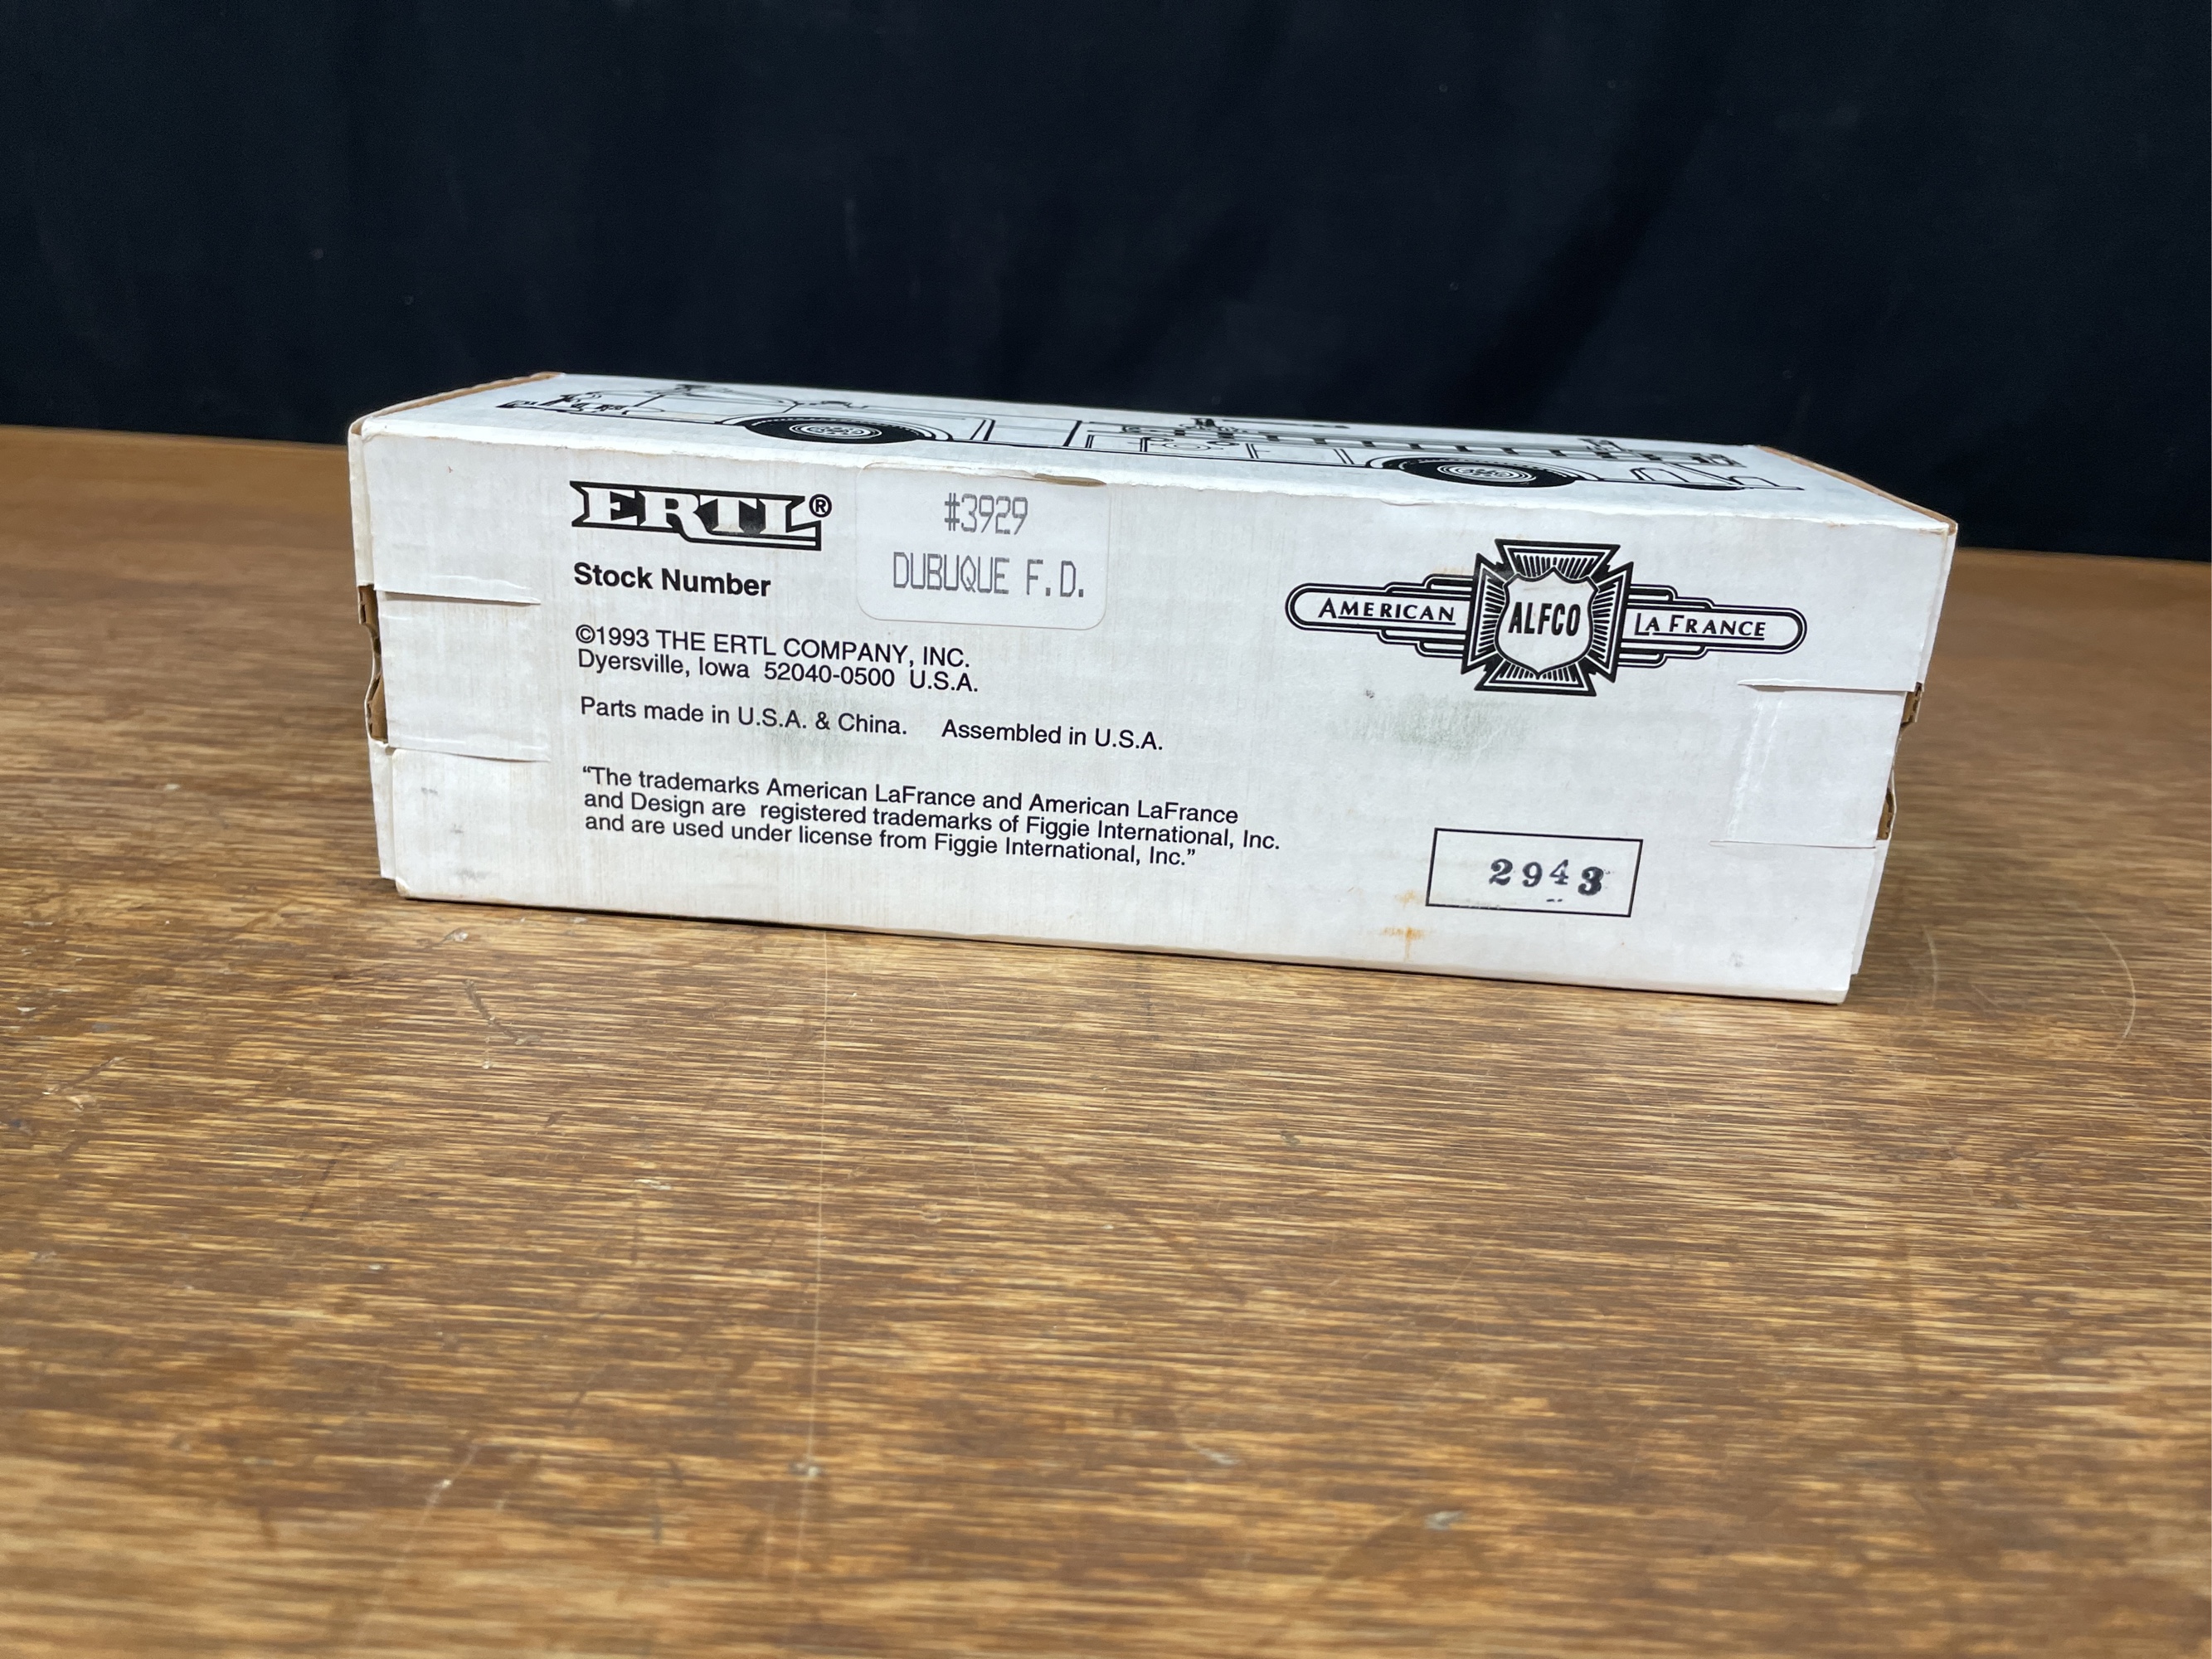 ERTL®
#3929
DUBUQUE F.D.
Stock Number
©1993 THE ERTL COMPANY, INC.
Dyersville, Iowa 52040-0500 U.S.A.
Parts made in U.S.A. & China. Assembled in U.S.A.
“The trademarks American LaFrance and American LaFrance
and Design are registered trademarks of Figgie International, Inc.
and are used under license from Figgie International, Inc.”
AMERICAN ALFCO LAFRANCE
2943